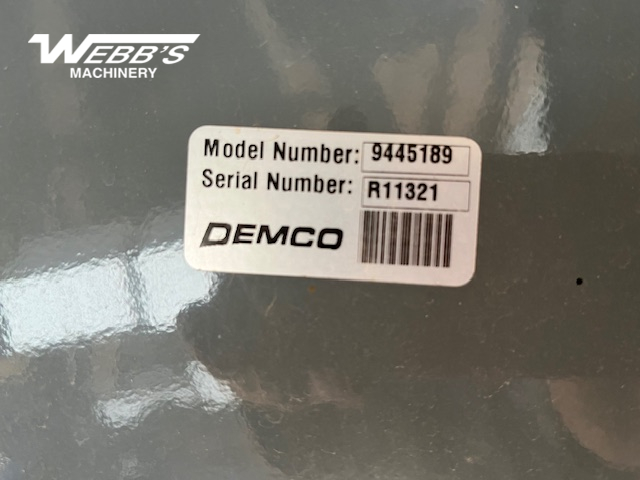 WEBB'S
MACHINERY
Model Number: 9445189
Serial Number: R11321
DEMCO